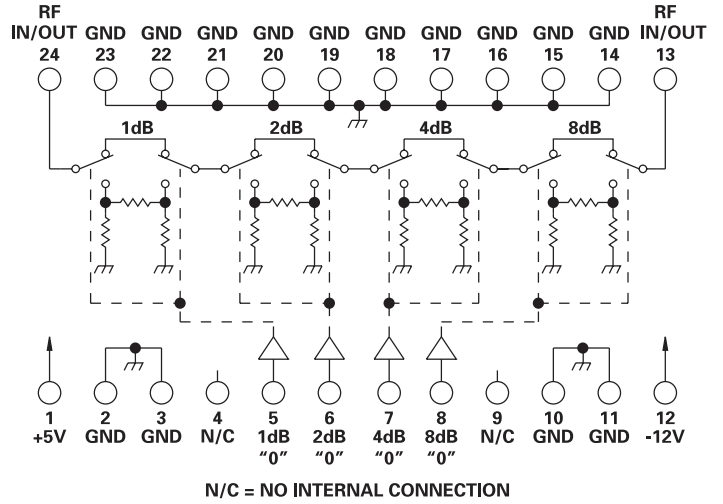 RF IN/OUT GND GND GND GND GND GND GND GND GND GND RF IN/OUT
24 23 22 21 20 19 18 17 16 15 14 13
1dB 2dB 4dB 8dB
1 2 3 4 5 6 7 8 9 10 11 12
+5V GND GND N/C 1dB 2dB 4dB 8dB N/C GND GND -12V
“0” “0” “0” “0”
N/C = NO INTERNAL CONNECTION